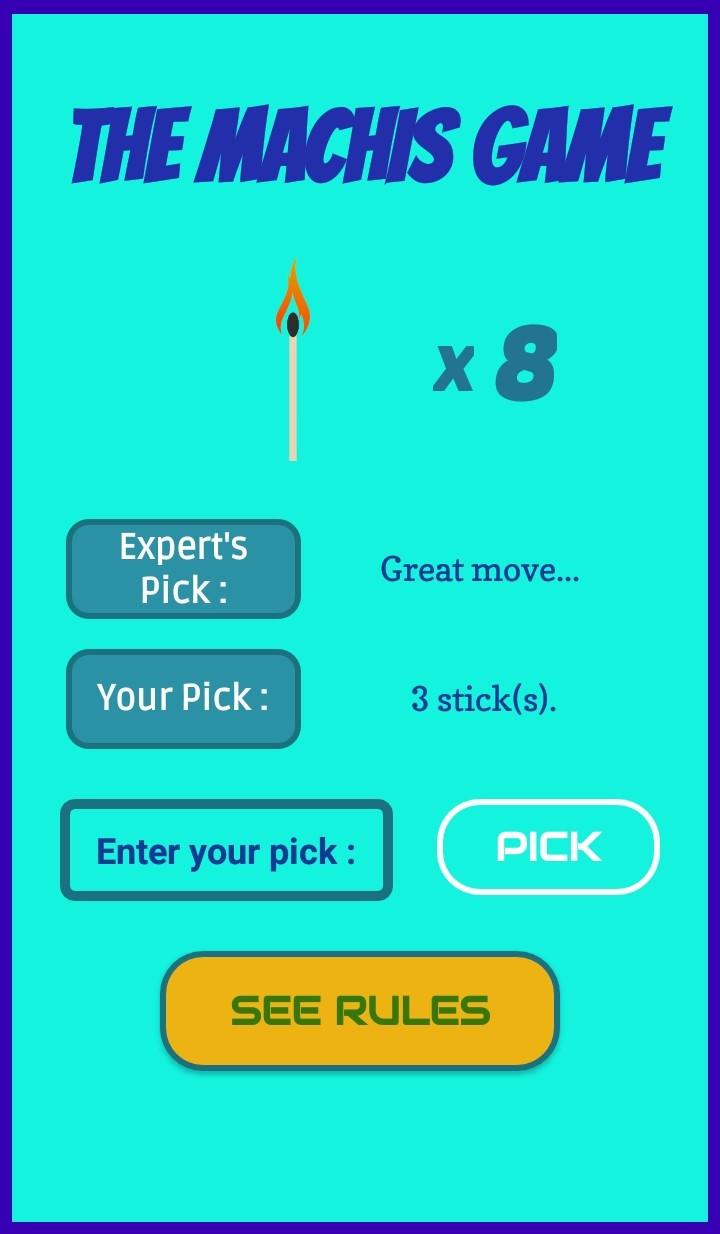 THE MACHIS GAME
x 8
Expert's
Pick :
Great move...
Your Pick :
3 stick(s).
Enter your pick :
PICK
SEE RULES